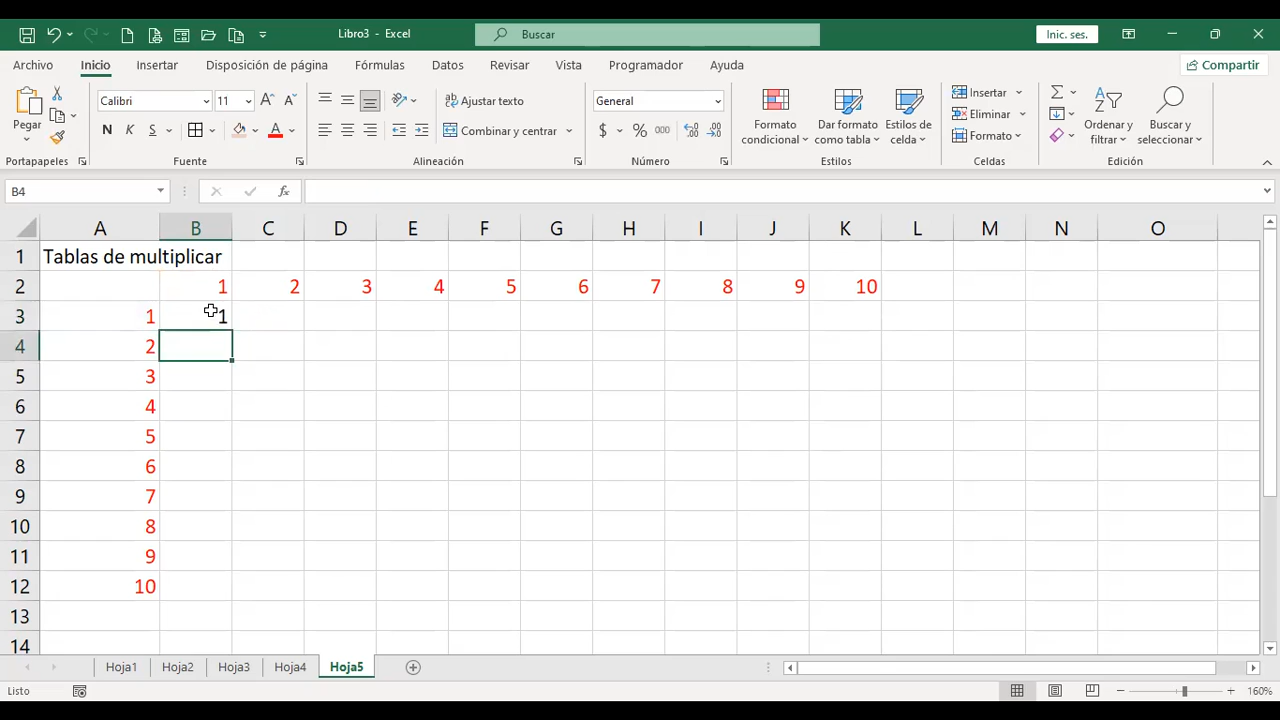 Libro3 - Excel
Buscar
Inic. ses.
Archivo Inicio Insertar Disposición de página Fórmulas Datos Revisar Vista Programador Ayuda
Compartir
Pegar
Portapapeles
Calibri 11
N K S
Fuente
Ajustar texto
Combinar y centrar
Alineación
General
$ % 000
Número
Formato condicional
Dar formato como tabla
Estilos de celda
Estilos
Insertar
Eliminar
Formato
Celdas
Ordenar y filtrar
Buscar y seleccionar
Edición
B4 fx
A B C D E F G H I J K L M N O
1 Tablas de multiplicar
2 1 2 3 4 5 6 7 8 9 10
3 1 1
4 2
5 3
6 4
7 5
8 6
9 7
10 8
11 9
12 10
13
14
Hoja1 Hoja2 Hoja3 Hoja4 Hoja5
Listo 160%